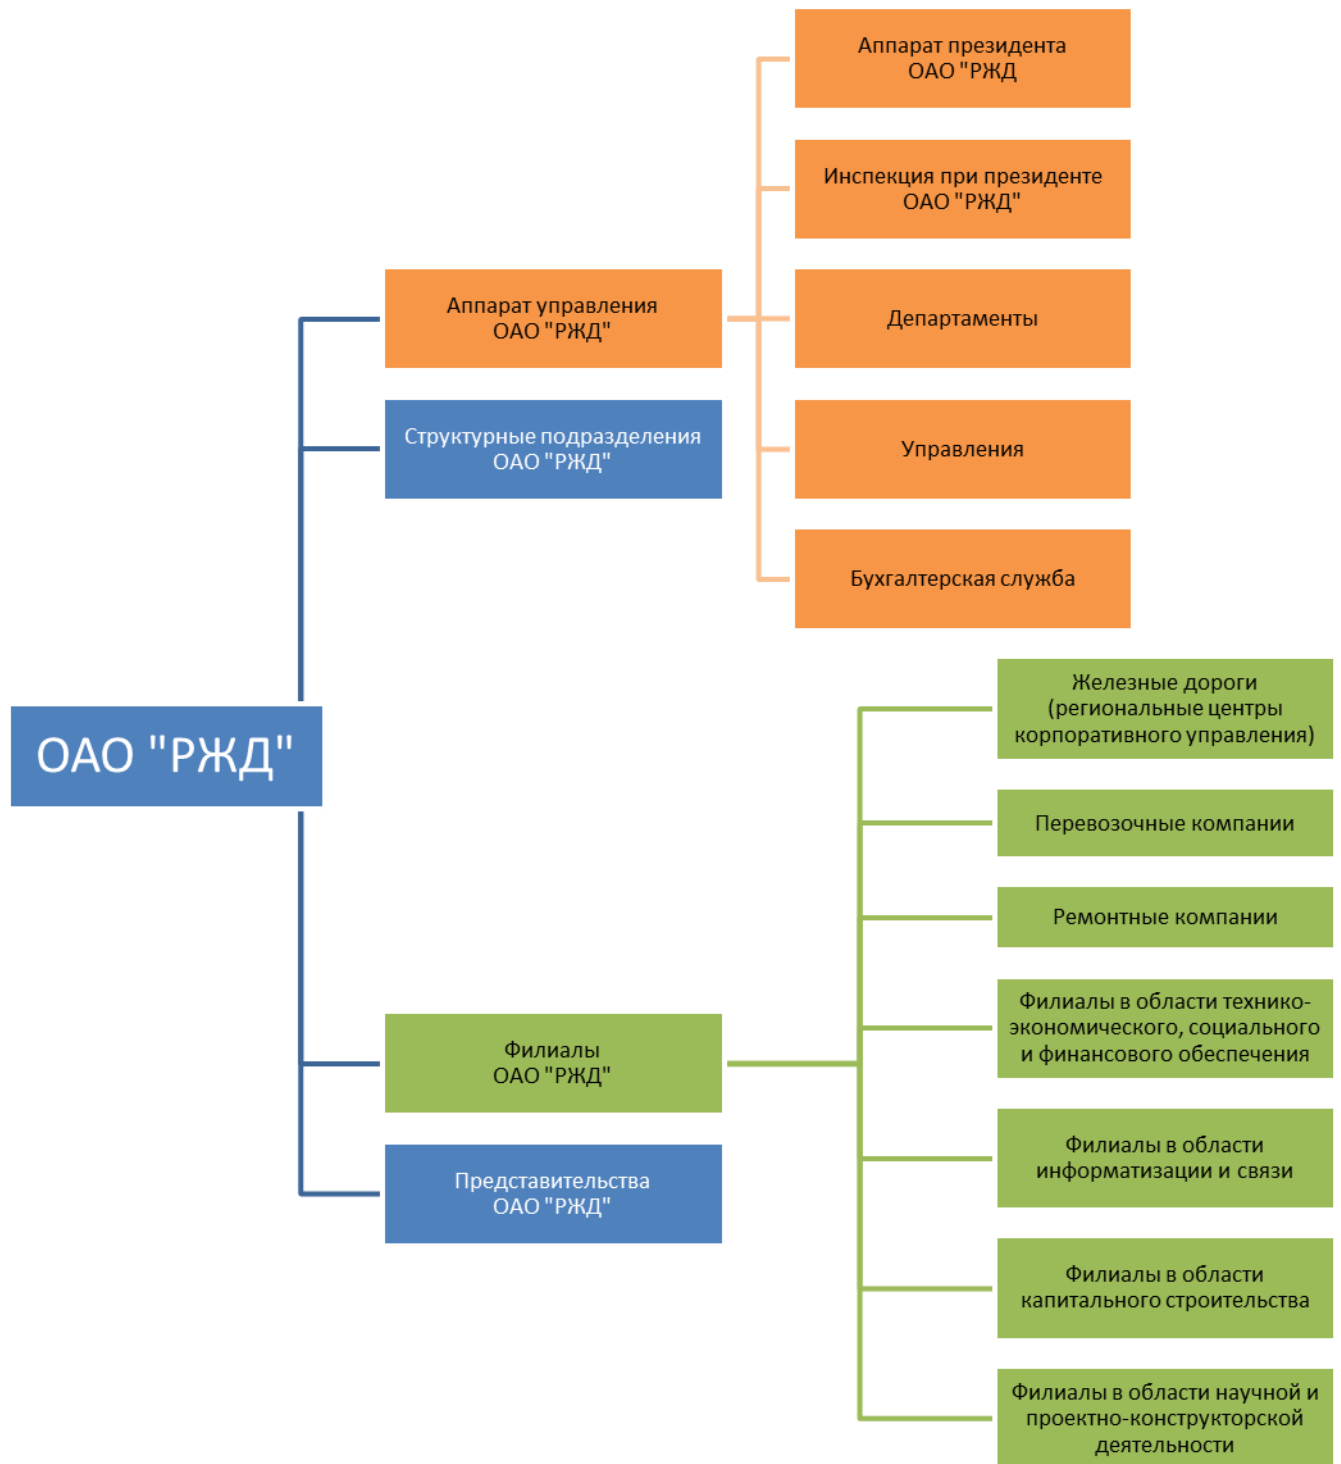 Аппарат президента
ОАО "РЖД
Инспекция при президенте
ОАО "РЖД"
Аппарат управления
ОАО "РЖД"
Департаменты
Структурные подразделения
ОАО "РЖД"
Управления
Бухгалтерская служба
ОАО "РЖД"
Железные дороги
(региональные центры
корпоративного управления)
Перевозочные компании
Ремонтные компании
Филиалы
ОАО "РЖД"
Филиалы в области технико-
экономического, социального
и финансового обеспечения
Представительства
ОАО "РЖД"
Филиалы в области
информатизации и связи
Филиалы в области
капитального строительства
Филиалы в области научной и
проектно-конструкторской
деятельности